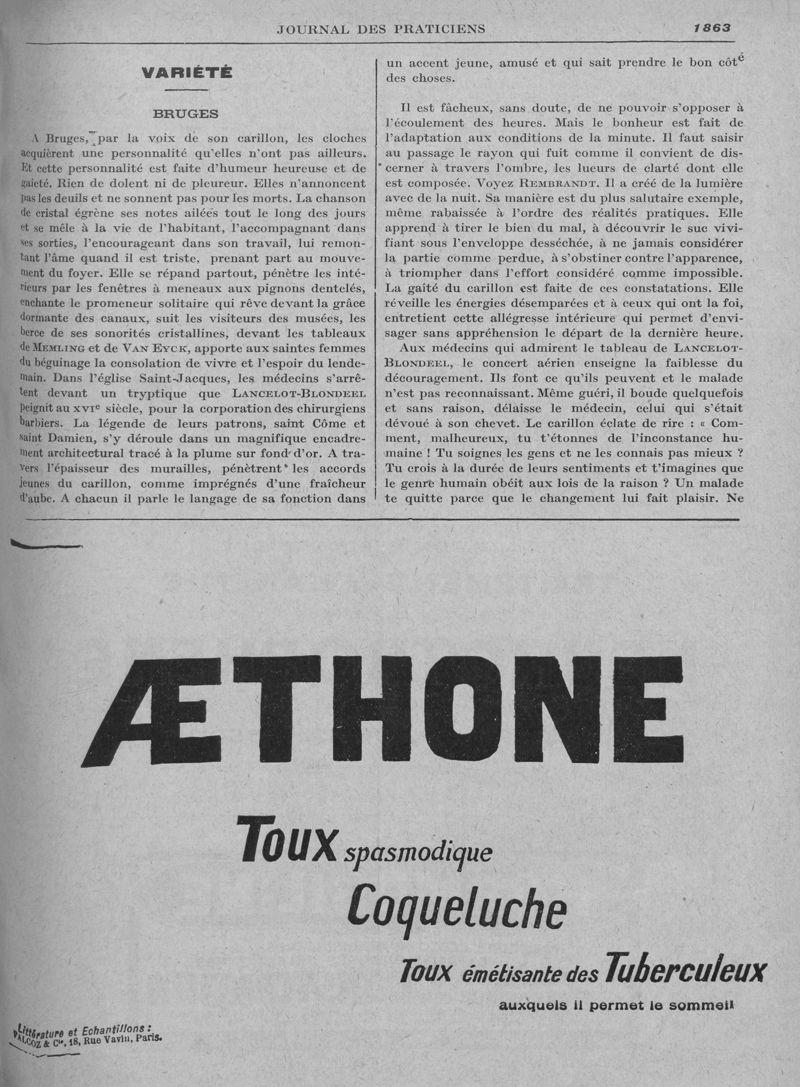 JOURNAL DES PRATICIENS 1863
VARIÉTÉ
BRUGES
A Bruges, par la voix de son carillon, les cloches
acquièrent une personnalité qu'elles n'ont pas ailleurs.
Et cette personnalité est faite d'humeur heureuse et de
gaieté. Rien de dolent ni de pleureur. Elles n'annoncent
pas les deuils et ne sonnent pas pour les morts. La chanson
de cristal égrène ses notes ailées tout le long des jours
et se mêle à la vie de l'habitant, l'accompagnant dans
ses sorties, l'encourageant dans son travail, lui remon-
tant l'âme quand il est triste, prenant part au mouve-
ment du foyer. Elle se répand partout, pénètre les inté-
rieurs par les fenêtres à meneaux aux pignons dentelés,
enchante le promeneur solitaire qui rêve devant la grâce
dormante des canaux, suit les visiteurs des musées, les
berce de ses sonorités cristallines, devant les tableaux
de MEMLING et de VAN EYCK, apporte aux saintes femmes
du béguinage la consolation de vivre et l'espoir du lende-
main. Dans l'église Saint-Jacques, les médecins s'arrê-
tent devant un tryptique que LANCELOT-BLONDEEL
peignit au XVIe siècle, pour la corporation des chirurgiens
barbiers. La légende de leurs patrons, saint Côme et
saint Damien, s'y déroule dans un magnifique encadre-
ment architectural tracé à la plume sur fond d'or. A tra-
vers l'épaisseur des murailles, pénètrent les accords
jeunes du carillon, comme imprégnés d'une fraîcheur
d'aube. A chacun il parle le langage de sa fonction dans
un accent jeune, amusé et qui sait prendre le bon côté
des choses.
Il est fâcheux, sans doute, de ne pouvoir s'opposer à
l'écoulement des heures. Mais le bonheur est fait de
l'adaptation aux conditions de la minute. Il faut saisir
au passage le rayon qui fuit comme il convient de dis-
cerner à travers l'ombre, les lueurs de clarté dont elle
est composée. Voyez REMBRANDT. Il a créé de la lumière
avec de la nuit. Sa manière est du plus salutaire exemple,
même rabaissée à l'ordre des réalités pratiques. Elle
apprend à tirer le bien du mal, à découvrir le suc vivi-
fiant sous l'enveloppe desséchée, à ne jamais considérer
la partie comme perdue, à s'obstiner contre l'apparence,
à triompher dans l'effort considéré comme impossible.
La gaîté du carillon est faite de ces constatations. Elle
réveille les énergies désemparées et à ceux qui ont la foi,
entretient cette allégresse intérieure qui permet d'envi-
sager sans appréhension le départ de la dernière heure.
Aux médecins qui admirent le tableau de LANCELOT-
BLONDEEL, le concert aérien enseigne la faiblesse du
découragement. Ils font ce qu'ils peuvent et le malade
n'est pas reconnaissant. Même guéri, il boude quelquefois
et sans raison, délaisse le médecin, celui qui s'était
dévoué à son chevet. Le carillon éclate de rire : « Com-
ment, malheureux, tu t'étonnes de l'inconstance hu-
maine ! Tu soignes les gens et ne les connais pas mieux ?
Tu crois à la durée de leurs sentiments et t'imagines que
le genre humain obéit aux lois de la raison ? Un malade
te quitte parce que le changement lui fait plaisir. Ne
ÆTHONE
Toux spasmodique
Coqueluche
Toux émétisante des Tuberculeux
auxquels il permet le sommeil
Littérature et Echantillons :
FALCOZ & Cie, 18, Rue Vavin, Paris.